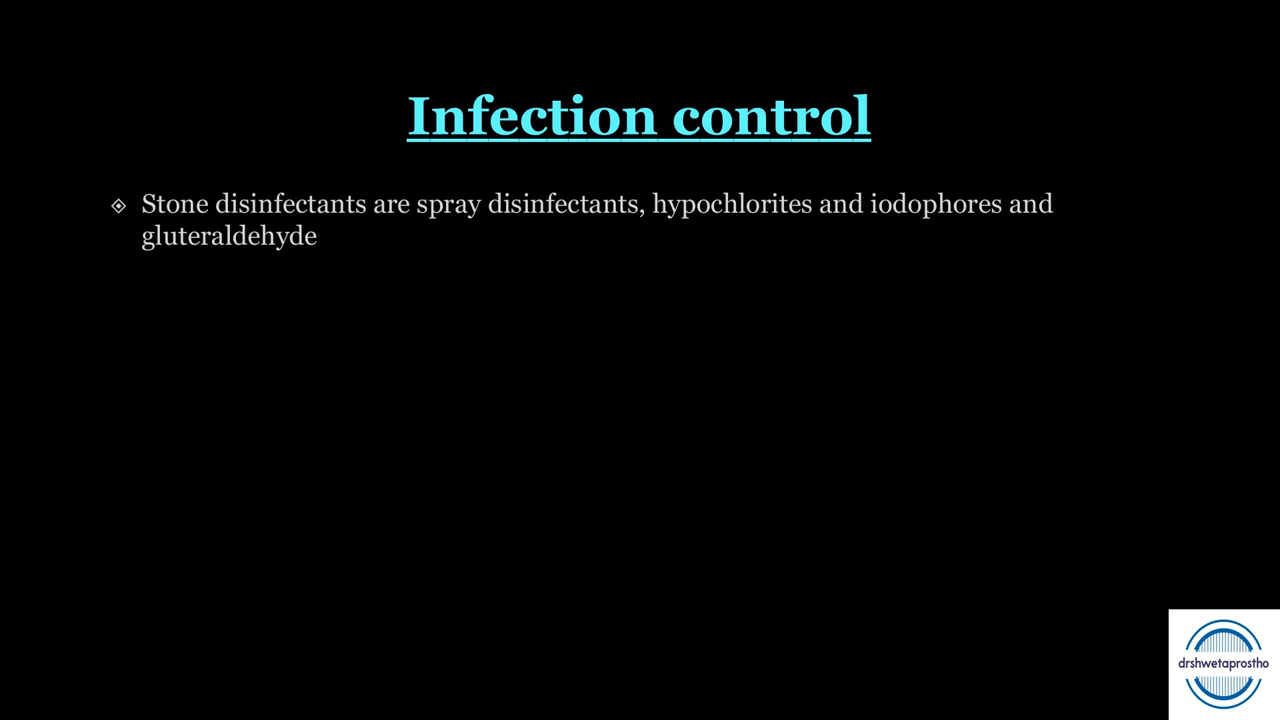 Infection control
Stone disinfectants are spray disinfectants, hypochlorites and iodophores and
gluteraldehyde
drshwetaprostho